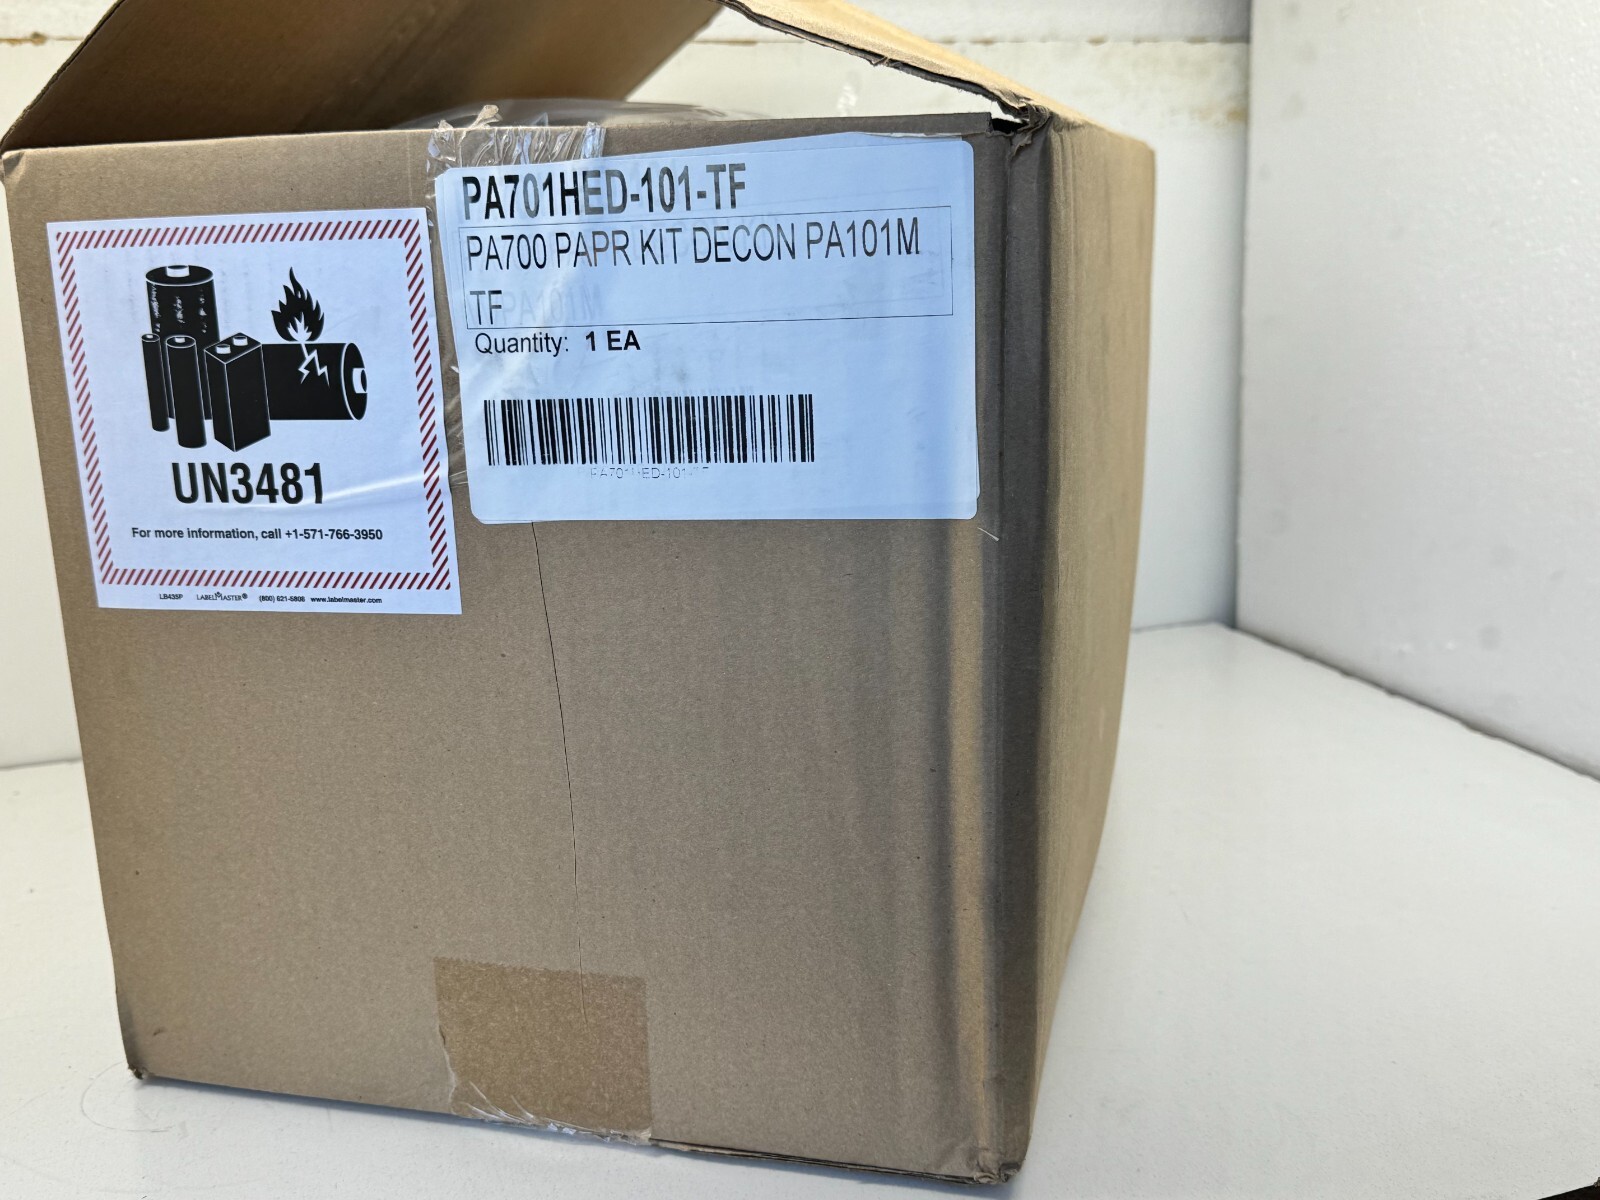 PA701HED-101-TF
PA700 PAPR KIT DECON PA101M
TF
Quantity: 1 EA
PA701HED-101-TF
UN3481
For more information, call +1-571-766-3950
LB435P LABELMASTER® (800) 621-5808 www.labelmaster.com